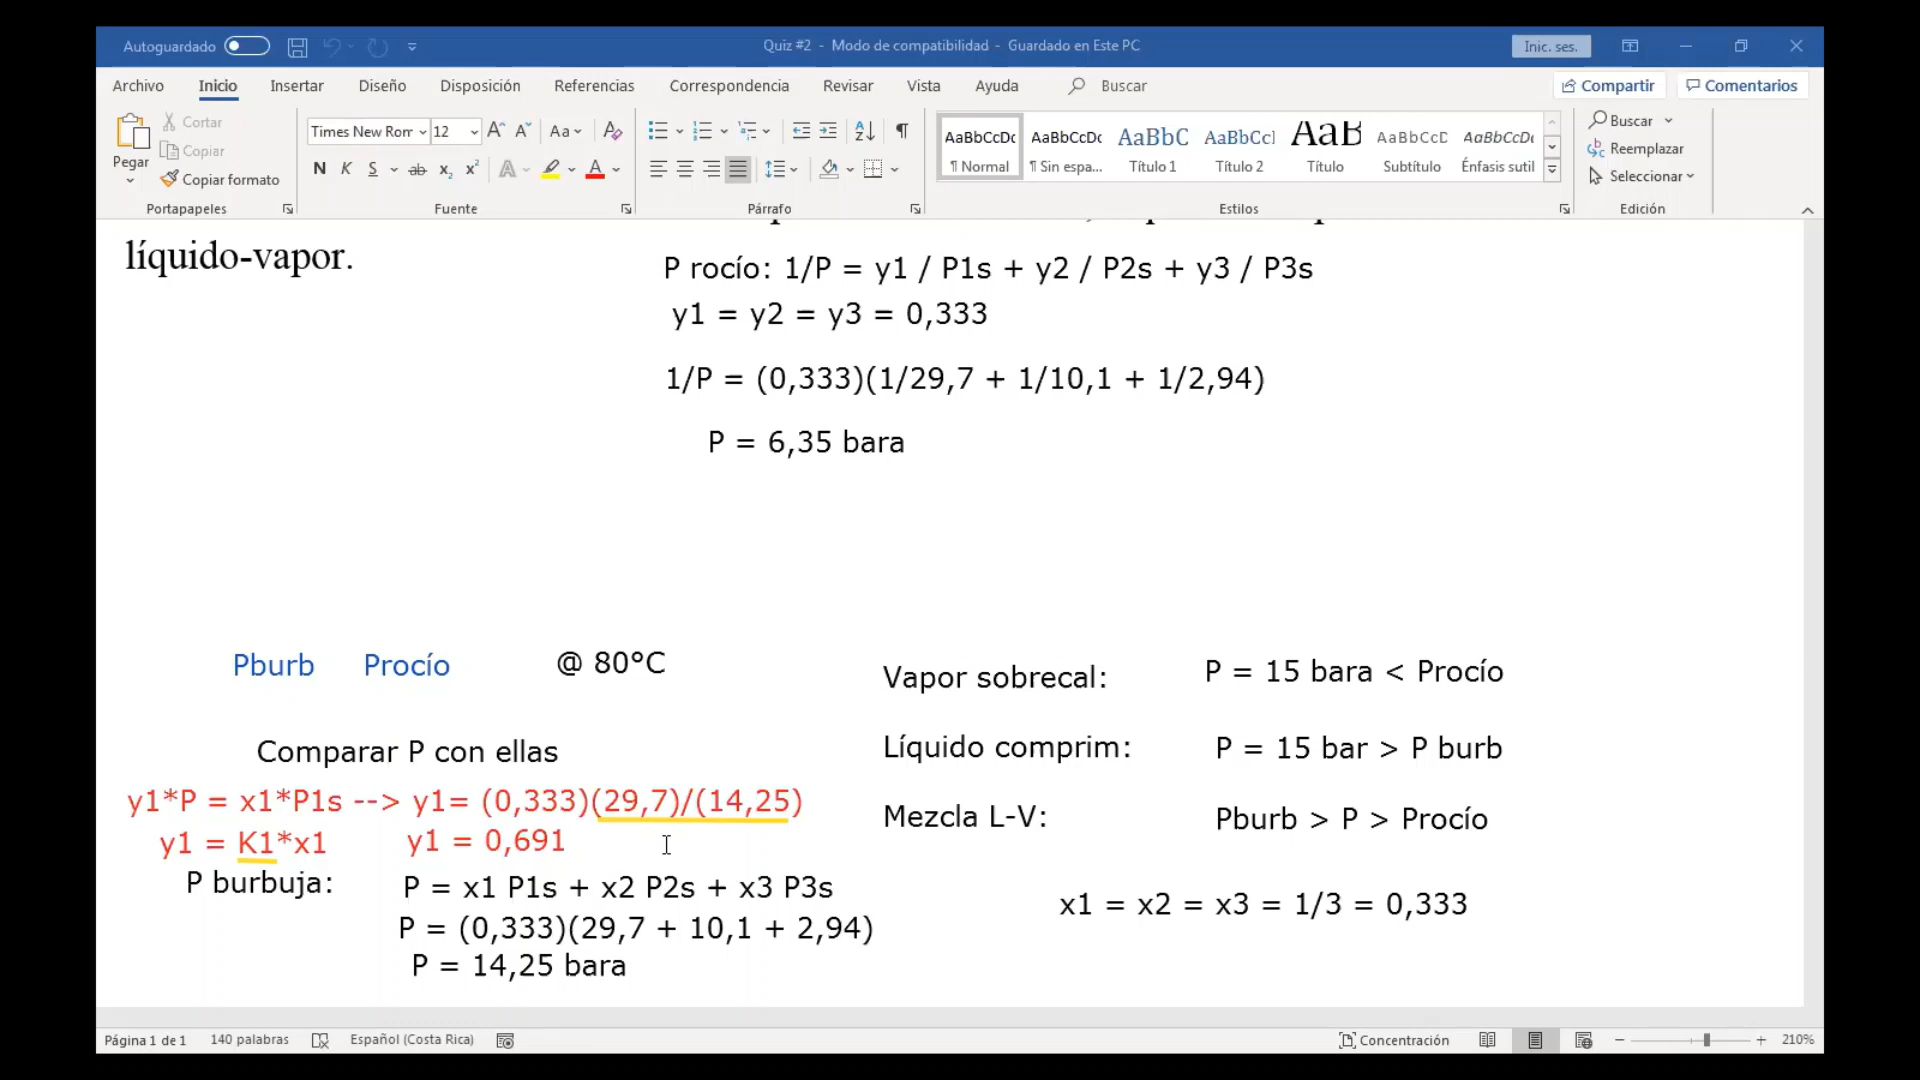 Autoguardado
Quiz #2 - Modo de compatibilidad - Guardado en Este PC
Inic. ses.
Archivo Inicio Insertar Diseño Disposición Referencias Correspondencia Revisar Vista Ayuda Buscar
Compartir Comentarios
Pegar
Cortar
Copiar
Copiar formato
Portapapeles
Times New Ror 12
Fuente
Párrafo
AaBbCcDc AaBbCcDc AaBbC AaBbCcl AaB AaBbCcD AaBbCcDc
¶ Normal ¶ Sin espa... Título 1 Título 2 Título Subtítulo Énfasis sutil
Estilos
Buscar
Reemplazar
Seleccionar
Edición
líquido-vapor.
P rocío: 1/P = y1 / P1s + y2 / P2s + y3 / P3s
y1 = y2 = y3 = 0,333
1/P = (0,333)(1/29,7 + 1/10,1 + 1/2,94)
P = 6,35 bara
Pburb Procío @ 80°C
Comparar P con ellas
y1*P = x1*P1s --> y1= (0,333)(29,7)/(14,25)
y1 = K1*x1 y1 = 0,691
P burbuja: P = x1 P1s + x2 P2s + x3 P3s
P = (0,333)(29,7 + 10,1 + 2,94)
P = 14,25 bara
Vapor sobrecal: P = 15 bara < Procío
Líquido comprim: P = 15 bar > P burb
Mezcla L-V: Pburb > P > Procío
x1 = x2 = x3 = 1/3 = 0,333
Página 1 de 1 140 palabras Español (Costa Rica) Concentración 210%